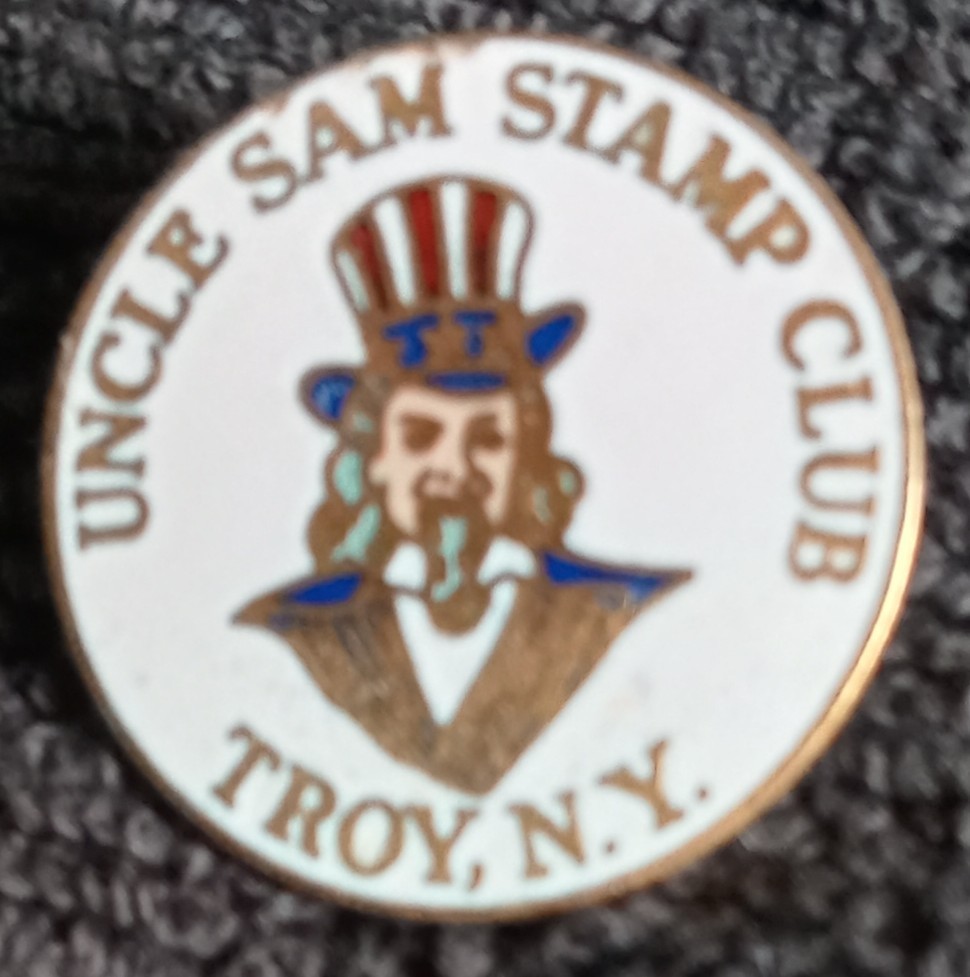 UNCLE SAM STAMP CLUB
TROY, N.Y.